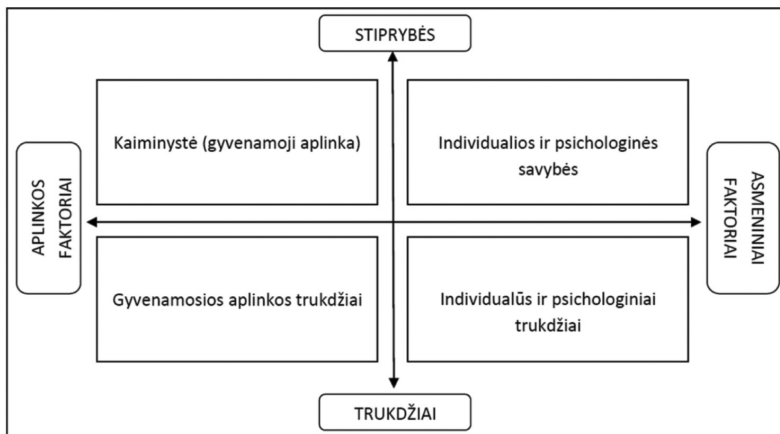 STIPRYBĖS
Kaiminystė (gyvenamoji aplinka)
Individualios ir psichologinės
savybės
APLINKOS
FAKTORIAI
ASMENINIAI
FAKTORIAI
Gyvenamosios aplinkos trukdžiai
Individualūs ir psichologiniai
trukdžiai
TRUKDŽIAI